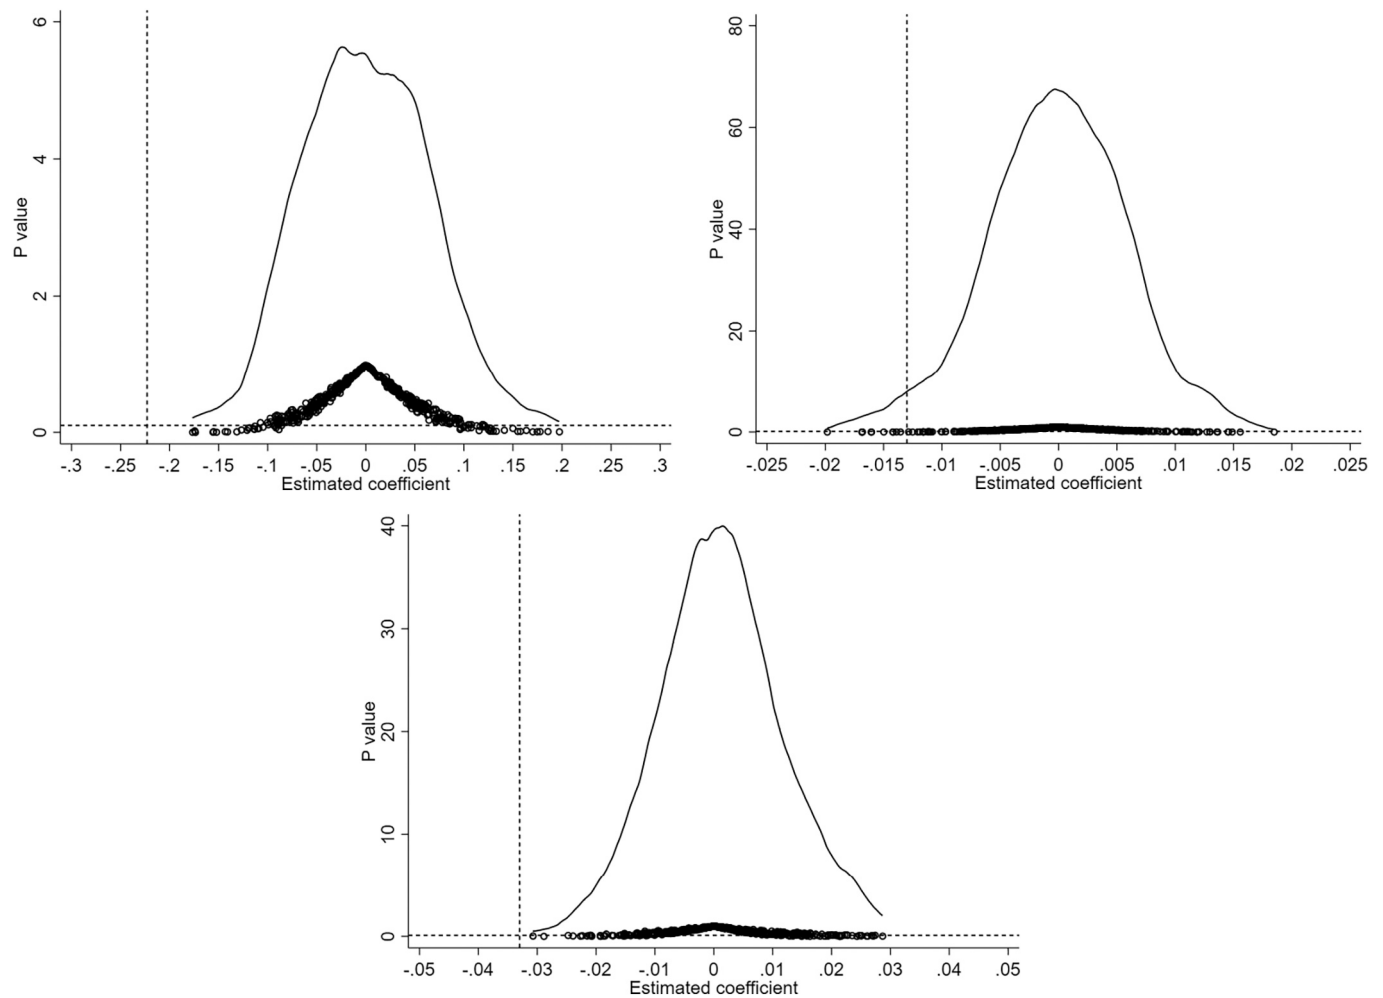 6
4
2
0
P value
-.3 -.25 -.2 -.15 -.1 -.05 0 .05 .1 .15 .2 .25 .3
Estimated coefficient
80
60
40
20
0
P value
-.025 -.02 -.015 -.01 -.005 0 .005 .01 .015 .02 .025
Estimated coefficient
40
30
20
10
0
P value
-.05 -.04 -.03 -.02 -.01 0 .01 .02 .03 .04 .05
Estimated coefficient